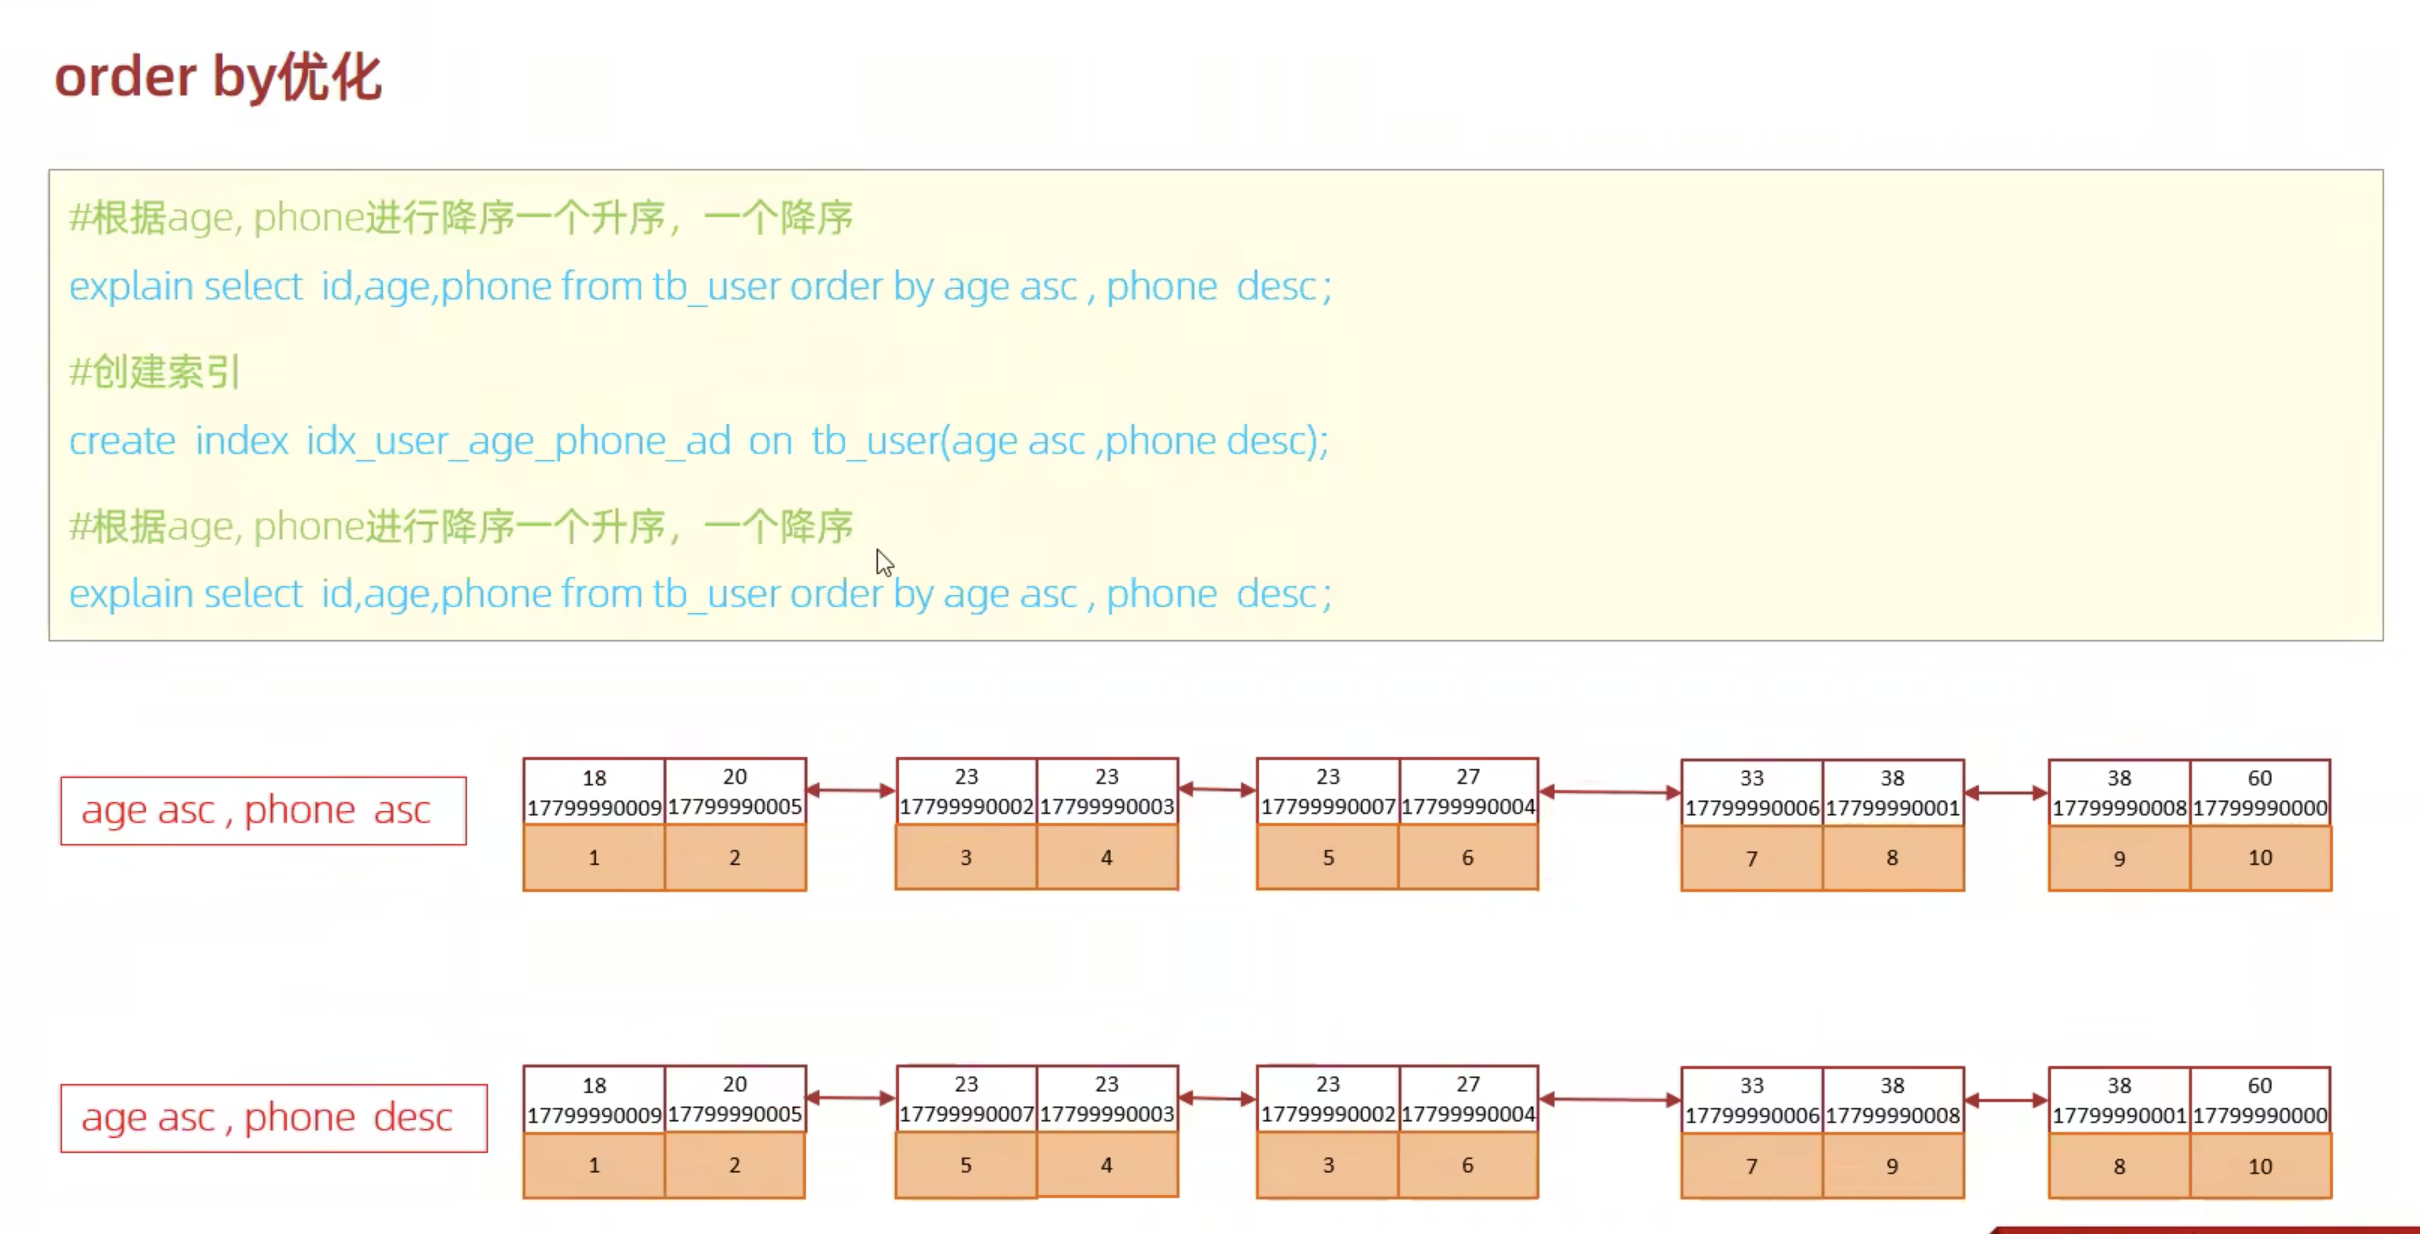 order by优化
#根据age, phone进行降序一个升序，一个降序
explain select id,age,phone from tb_user order by age asc , phone desc;
#创建索引
create index idx_user_age_phone_ad on tb_user(age asc ,phone desc);
#根据age, phone进行降序一个升序，一个降序
explain select id,age,phone from tb_user order by age asc , phone desc;
age asc , phone asc
18 20 23 23 23 27 33 38 38 60
17799990009 17799990005 17799990002 17799990003 17799990007 17799990004 17799990006 17799990001 17799990008 17799990000
1 2 3 4 5 6 7 8 9 10
age asc , phone desc
18 20 23 23 23 27 33 38 38 60
17799990009 17799990005 17799990007 17799990003 17799990002 17799990004 17799990006 17799990008 17799990001 17799990000
1 2 5 4 3 6 7 9 8 10